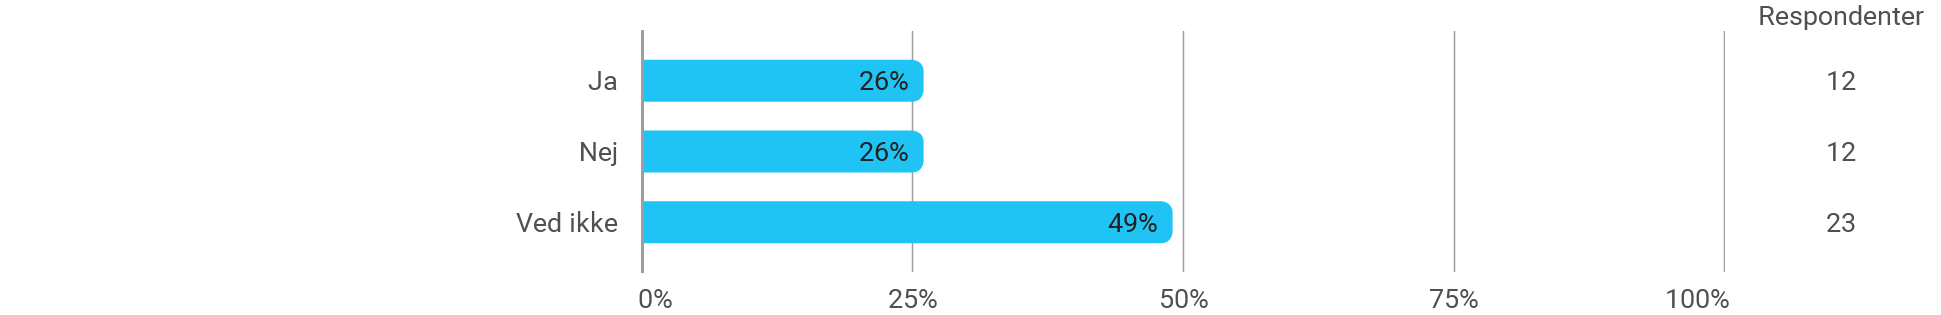 Respondenter
Ja 26% 12
Nej 26% 12
Ved ikke 49% 23
0% 25% 50% 75% 100%